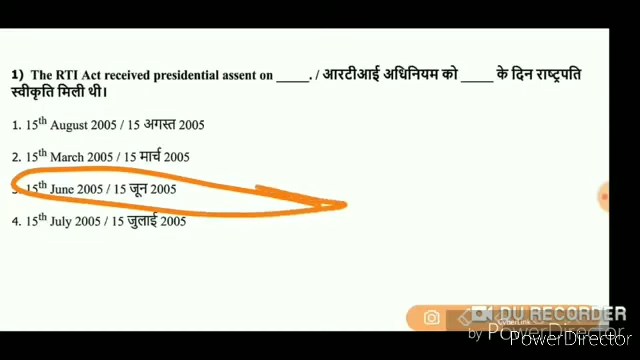 1) The RTI Act received presidential assent on _____. / आरटीआई अधिनियम को _____ के दिन राष्ट्रपति
स्वीकृति मिली थी।
1. 15th August 2005 / 15 अगस्त 2005
2. 15th March 2005 / 15 मार्च 2005
3. 15th June 2005 / 15 जून 2005
4. 15th July 2005 / 15 जुलाई 2005
DU RECORDER
CyberLink
by PowerDirector
PowerDirector